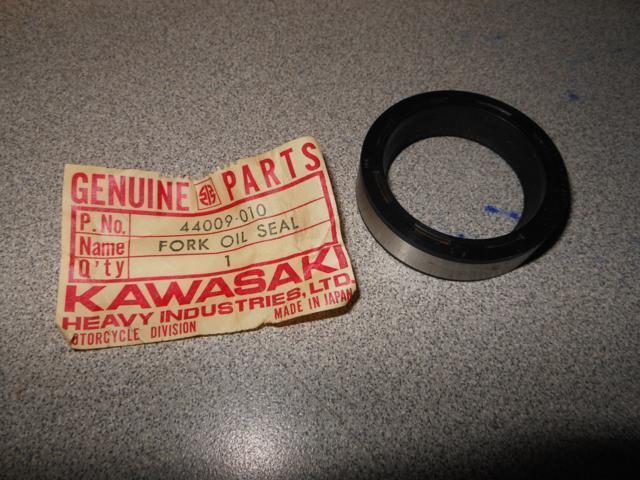 GENUINE PARTS
P. No. 44009-010
Name FORK OIL SEAL
Q'ty 1
KAWASAKI
HEAVY INDUSTRIES, LTD.
OTORCYCLE DIVISION MADE IN JAPAN